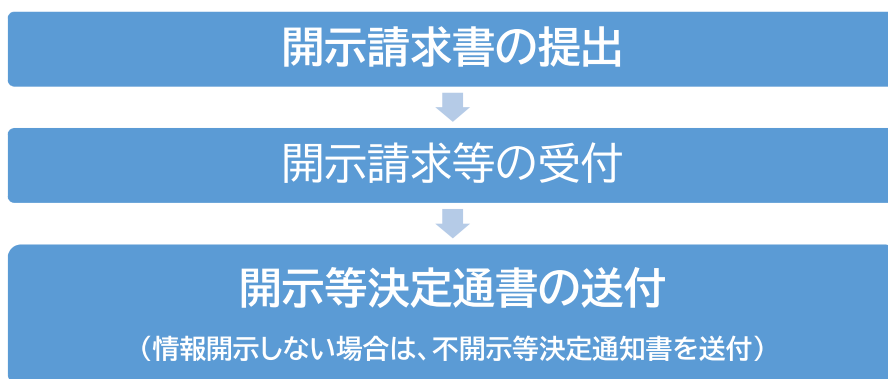 開示請求書の提出
開示請求等の受付
開示等決定通書の送付
（情報開示しない場合は、不開示等決定通知書を送付）